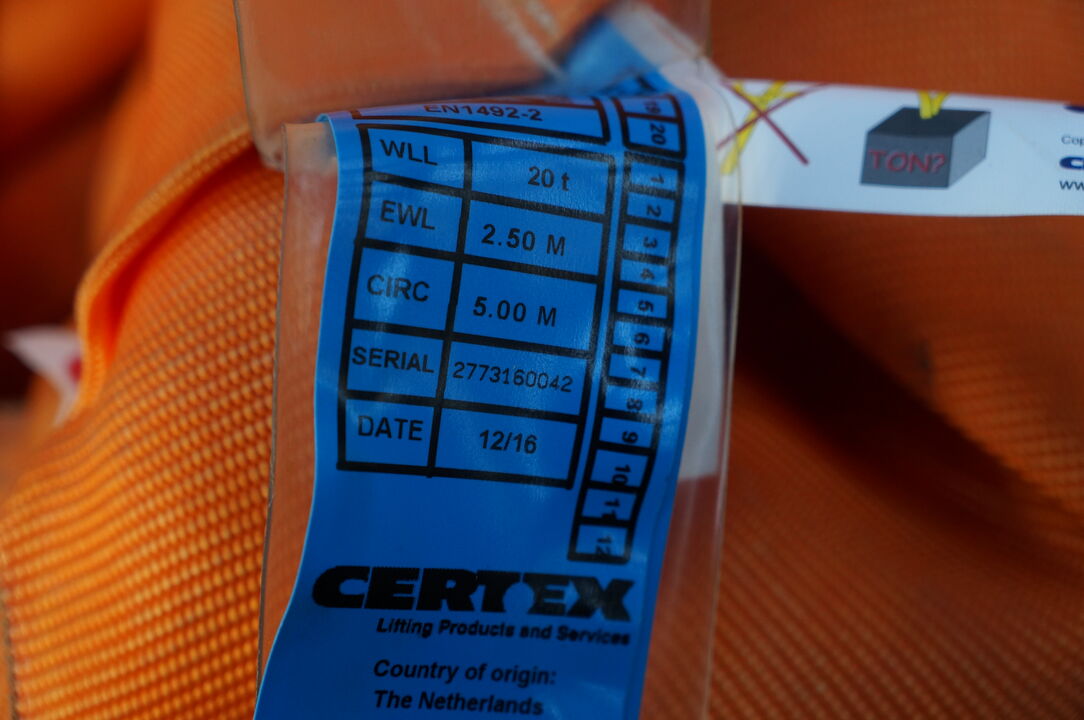 EN1492-2
WLL 20 t
EWL 2.50 M
CIRC 5.00 M
SERIAL 2773160042
DATE 12/16
20
1
2
3
4
5
6
7
8
9
10
11
12
CERTEX
Lifting Products and Services
Country of origin:
The Netherlands
TON?